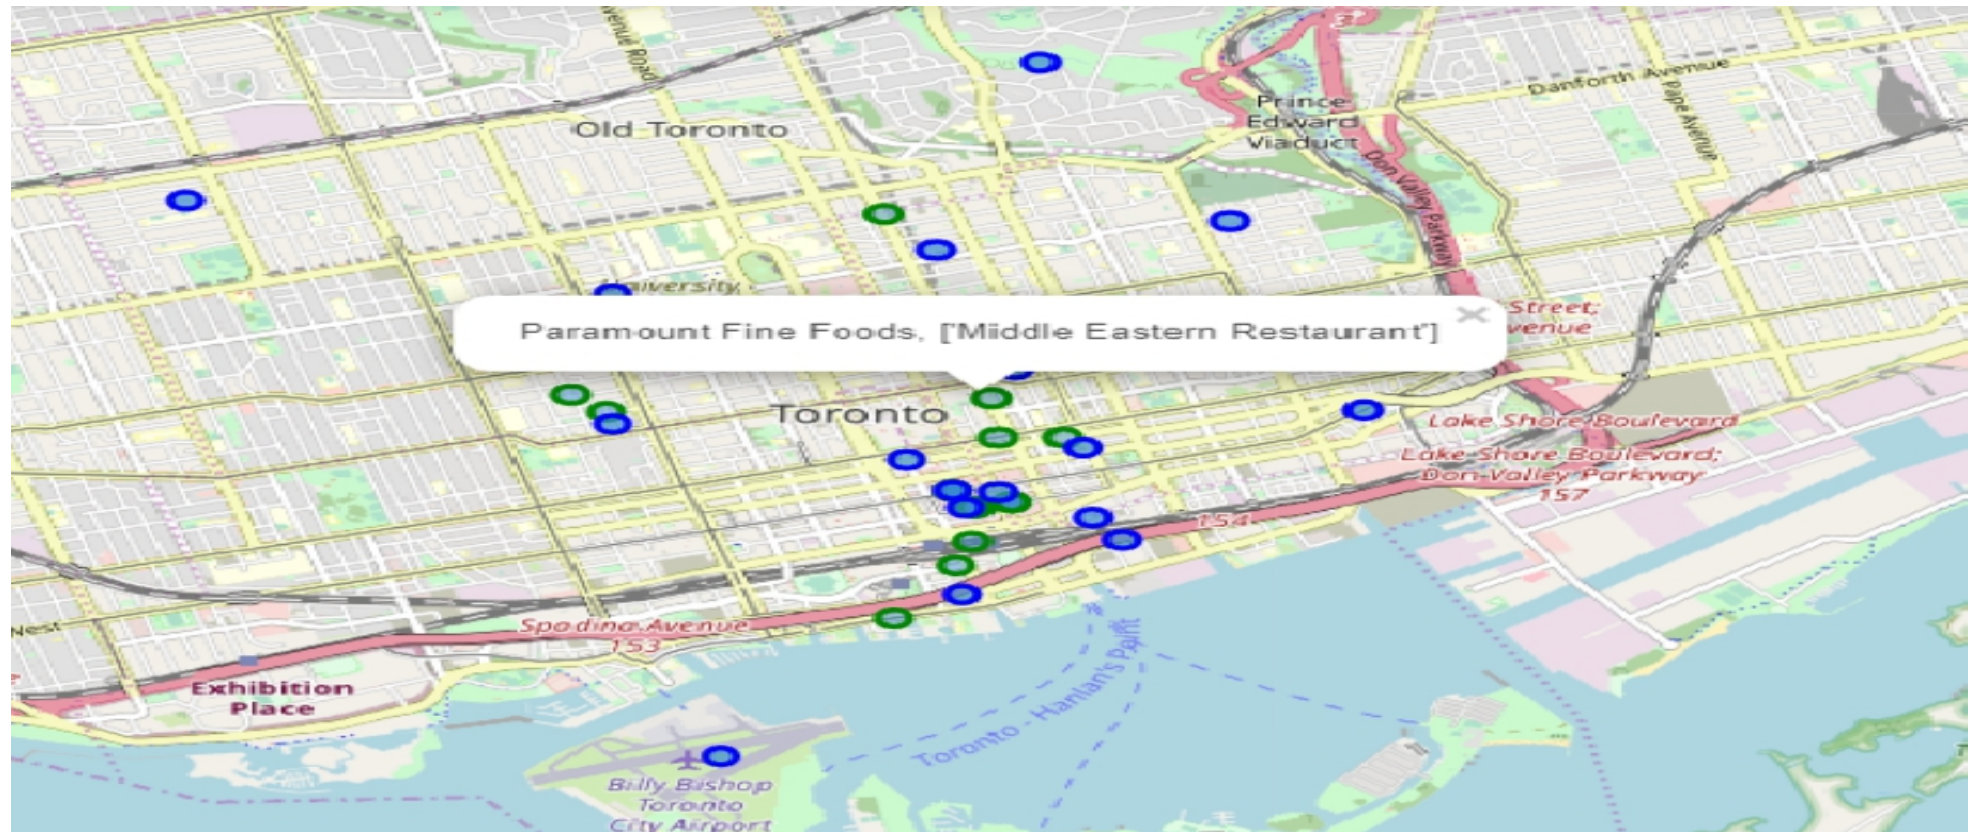 Avenue Road
Old Toronto
Prince
Edward
Viaduct
Danforth Avenue
Pape Avenue
Don Valley Parkway
University
Street;
venue
Paramount Fine Foods, ['Middle Eastern Restaurant']
×
Toronto
Lake Shore Boulevard
Lake Shore Boulevard;
Don Valley Parkway
157
154
West
Spadina Avenue
153
Exhibition
Place
Toronto - Hanlan's Point
Billy Bishop
Toronto
City Airport